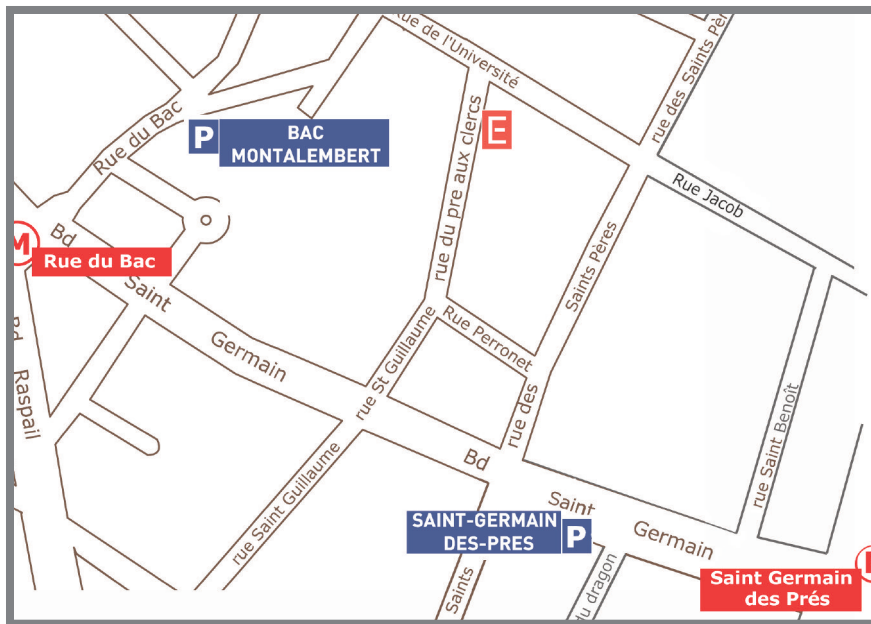 Rue de l'Université
rue des Saints Pères
Rue du Bac
P
BAC
MONTALEMBERT
rue du pre aux clercs
E
Rue Jacob
M
Rue du Bac
Bd
Saint
Germain
Bd
Raspail
rue St Guillaume
Rue Perronet
rue des
Saints Pères
rue Saint Guillaume
Bd
Saint
Germain
rue Saint Benoît
SAINT-GERMAIN
DES-PRES
P
Saints
du dragon
Saint Germain
des Prés